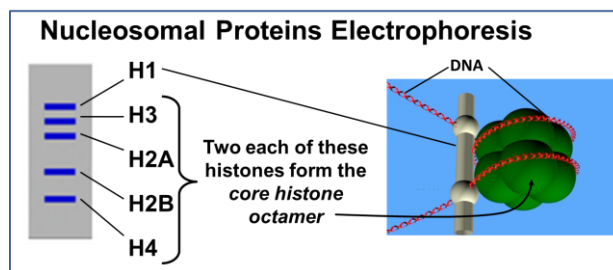 Nucleosomal Proteins Electrophoresis
H1
H3
H2A
H2B
H4
Two each of these
histones form the
core histone
octamer
DNA